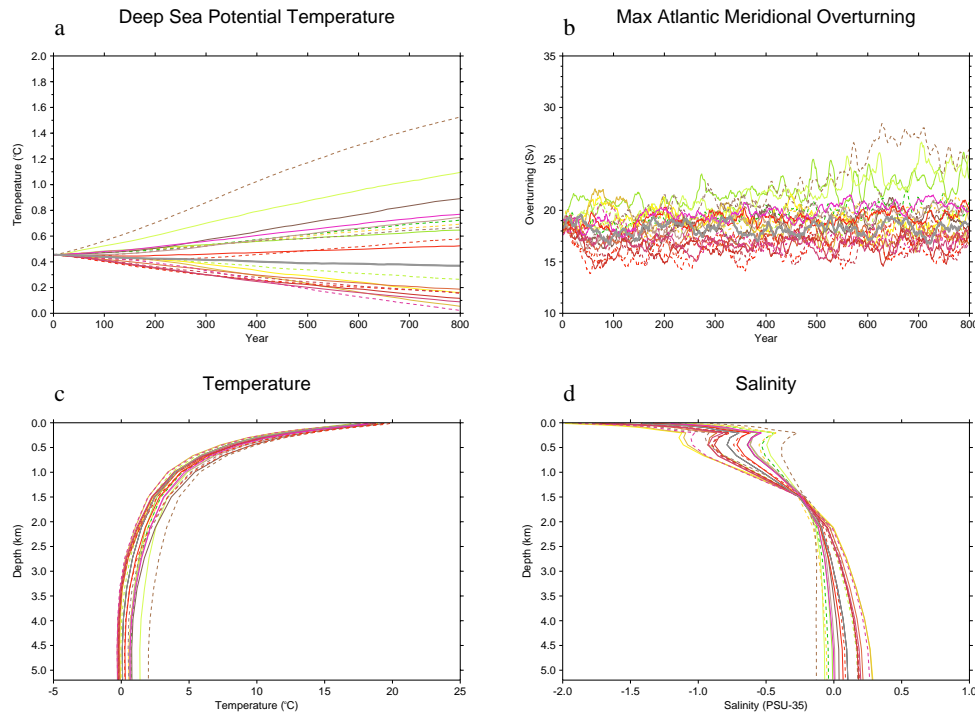 Deep Sea Potential Temperature
a
2.0
1.8
1.6
1.4
1.2
1.0
0.8
0.6
0.4
0.2
0.0
Temperature (°C)
0 100 200 300 400 500 600 700 800
Year
Max Atlantic Meridional Overturning
b
35
30
25
20
15
10
Overturning (Sv)
0 100 200 300 400 500 600 700 800
Year
Temperature
c
0.0
0.5
1.0
1.5
2.0
2.5
3.0
3.5
4.0
4.5
5.0
Depth (km)
-5 0 5 10 15 20 25
Temperature (°C)
Salinity
d
0.0
0.5
1.0
1.5
2.0
2.5
3.0
3.5
4.0
4.5
5.0
Depth (km)
-2.0 -1.0 -0.5 0.0 0.5 1.0
Salinity (PSU-35)